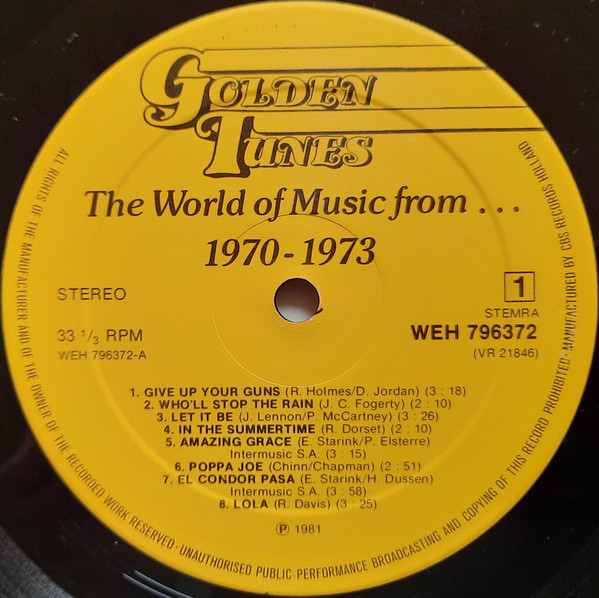 GOLDEN
TUNES
The World of Music from...
1970-1973
STEREO
1
STEMRA
33 1/3 RPM
WEH 796372
WEH 796372-A
(VR 21846)
1. GIVE UP YOUR GUNS (R. Holmes/D. Jordan) (3 : 18)
2. WHO'LL STOP THE RAIN (J. C. Fogerty) (2 : 10)
3. LET IT BE (J. Lennon/P. McCartney) (3 : 26)
4. IN THE SUMMERTIME (R. Dorset) (2 : 10)
5. AMAZING GRACE (E. Starink/P. Elsterre)
Intermusic S.A. (3 : 15)
6. POPPA JOE (Chinn/Chapman) (2 : 51)
7. EL CONDOR PASA (E. Starink/H. Dussen)
Intermusic S.A. (3 : 58)
8. LOLA (R. Davis) (3 : 25)
Ⓟ 1981
ALL RIGHTS OF THE MANUFACTURER AND OF THE OWNER OF THE RECORDED WORK RESERVED · UNAUTHORISED PUBLIC PERFORMANCE BROADCASTING AND COPYING OF THIS RECORD PROHIBITED · MANUFACTURED BY CBS RECORDS HOLLAND